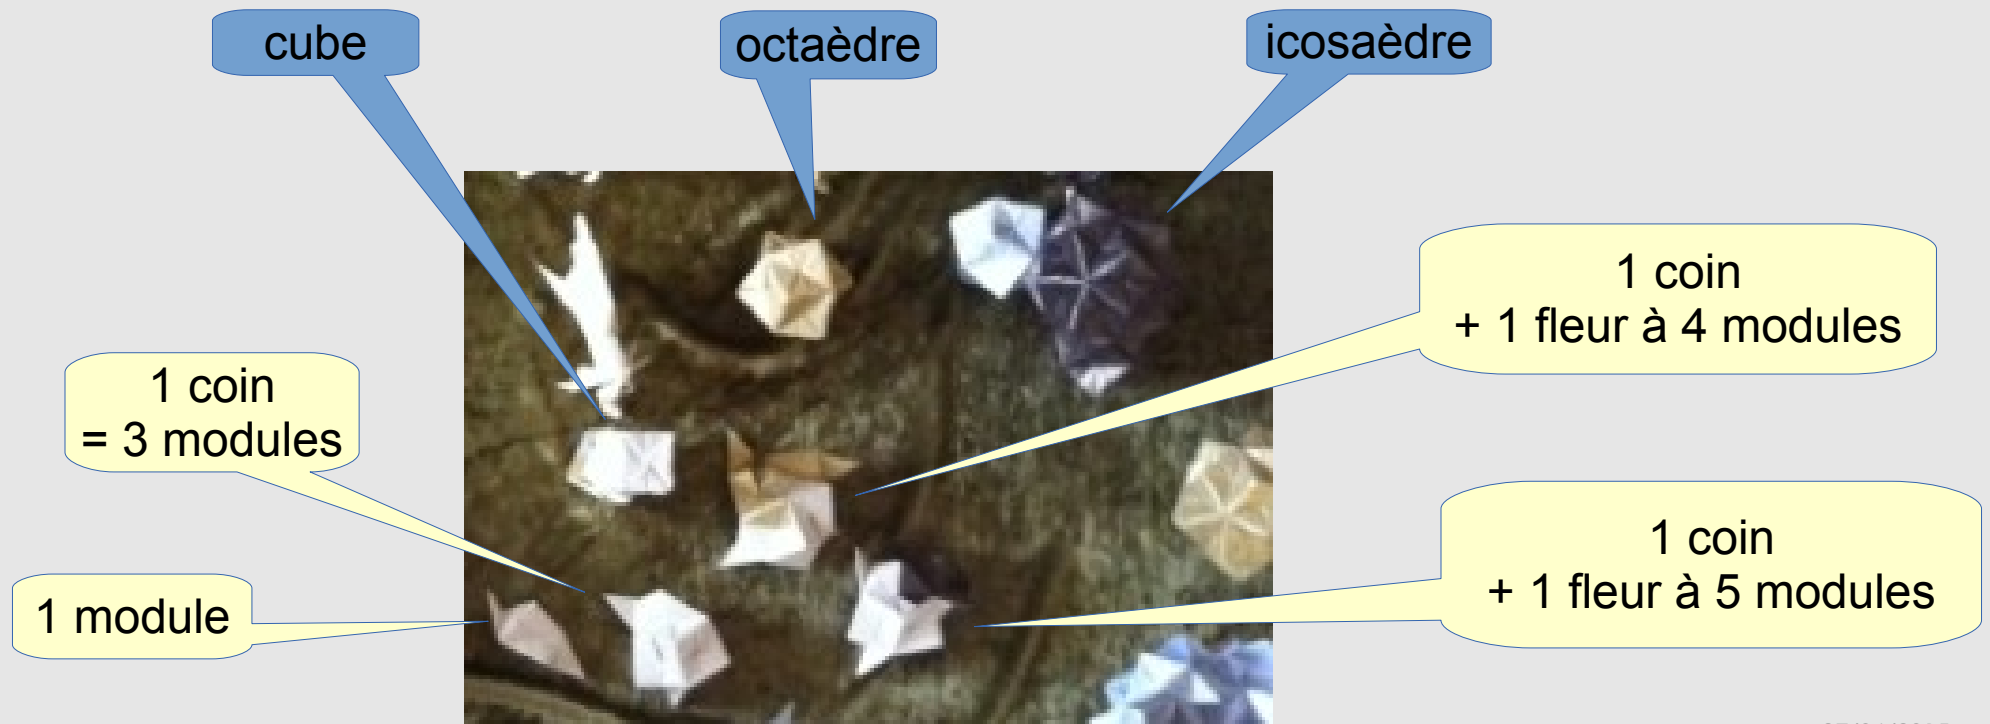 cube
octaèdre
icosaèdre
1 coin
+ 1 fleur à 4 modules
1 coin
= 3 modules
1 coin
+ 1 fleur à 5 modules
1 module